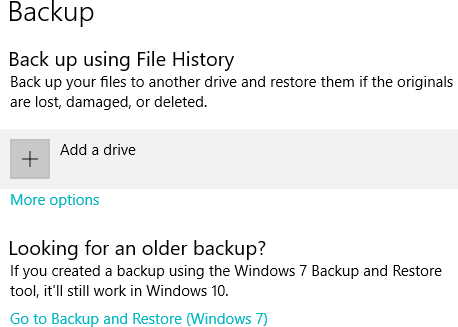 Backup
Back up using File History
Back up your files to another drive and restore them if the originals
are lost, damaged, or deleted.
Add a drive
More options
Looking for an older backup?
If you created a backup using the Windows 7 Backup and Restore
tool, it'll still work in Windows 10.
Go to Backup and Restore (Windows 7)